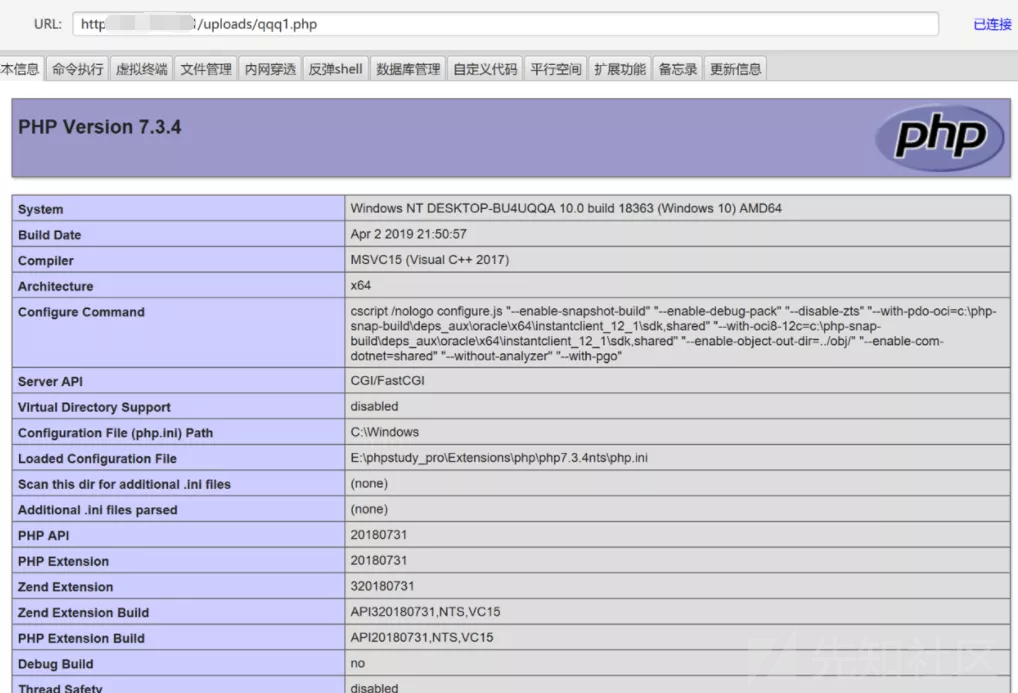 URL: http /uploads/qqq1.php 已连接
本信息 命令执行 虚拟终端 文件管理 内网穿透 反弹shell 数据库管理 自定义代码 平行空间 扩展功能 备忘录 更新信息
PHP Version 7.3.4
php
System Windows NT DESKTOP-BU4UQQA 10.0 build 18363 (Windows 10) AMD64
Build Date Apr 2 2019 21:50:57
Compiler MSVC15 (Visual C++ 2017)
Architecture x64
Configure Command cscript /nologo configure.js "--enable-snapshot-build" "--enable-debug-pack" "--disable-zts" "--with-pdo-oci=c:\php-
snap-build\deps_aux\oracle\x64\instantclient_12_1\sdk,shared" "--with-oci8-12c=c:\php-snap-
build\deps_aux\oracle\x64\instantclient_12_1\sdk,shared" "--enable-object-out-dir=../obj/" "--enable-com-
dotnet=shared" "--without-analyzer" "--with-pgo"
Server API CGI/FastCGI
Virtual Directory Support disabled
Configuration File (php.ini) Path C:\Windows
Loaded Configuration File E:\phpstudy_pro\Extensions\php\php7.3.4nts\php.ini
Scan this dir for additional .ini files (none)
Additional .ini files parsed (none)
PHP API 20180731
PHP Extension 20180731
Zend Extension 320180731
Zend Extension Build API320180731,NTS,VC15
PHP Extension Build API20180731,NTS,VC15
Debug Build no
Thread Safety disabled
先知社区